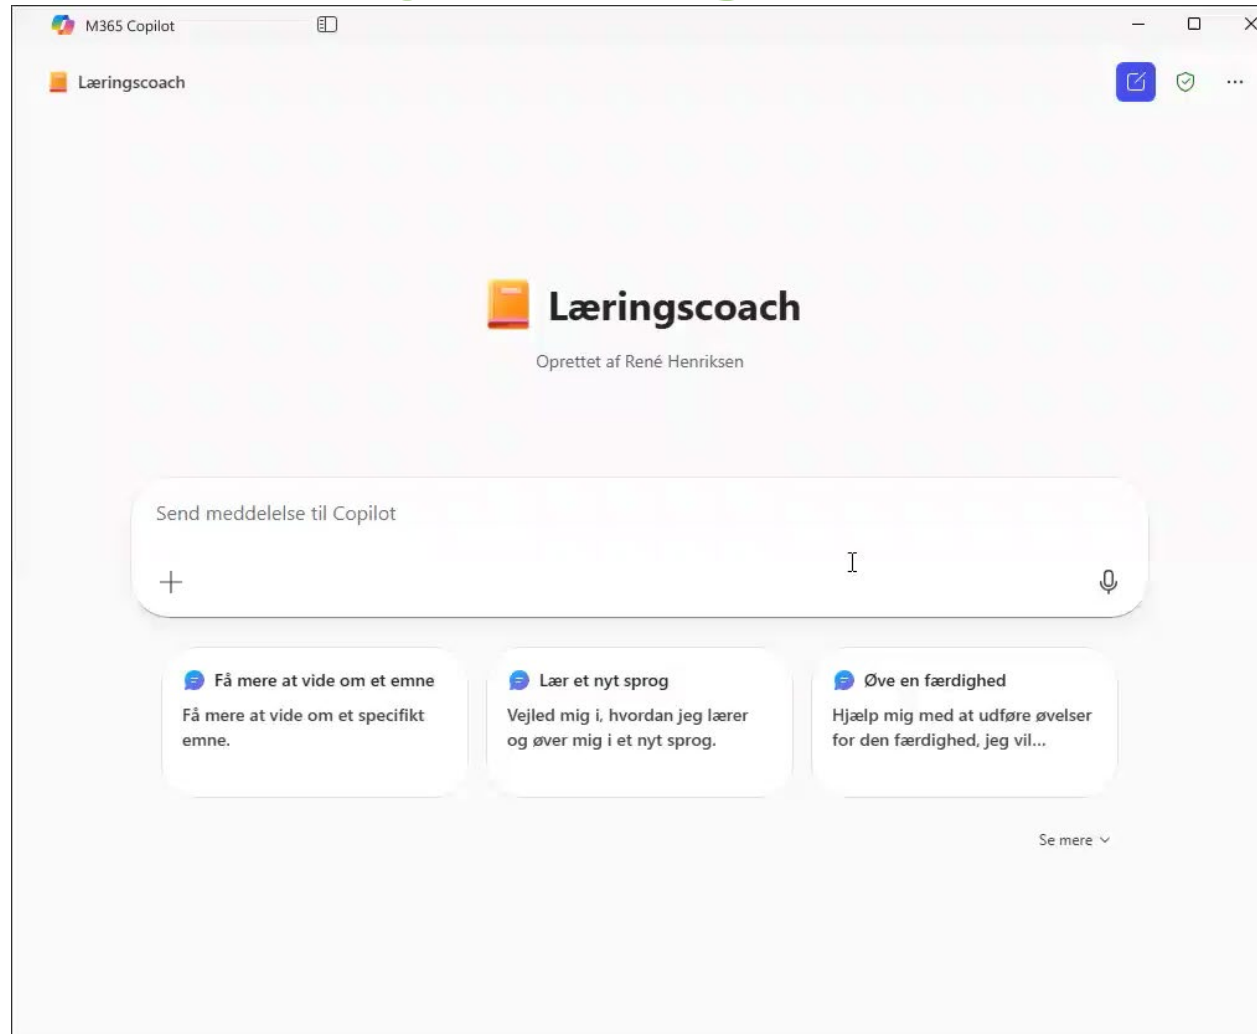 M365 Copilot
Læringscoach
Læringscoach
Oprettet af René Henriksen
Send meddelelse til Copilot
Få mere at vide om et emne
Få mere at vide om et specifikt
emne.
Lær et nyt sprog
Vejled mig i, hvordan jeg lærer
og øver mig i et nyt sprog.
Øve en færdighed
Hjælp mig med at udføre øvelser
for den færdighed, jeg vil...
Se mere